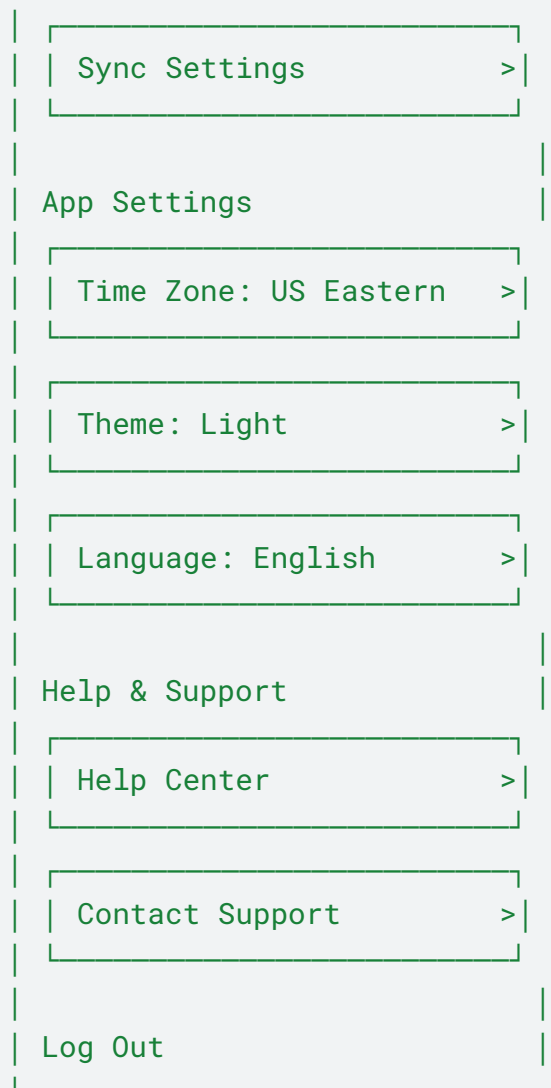 Sync Settings >
App Settings
Time Zone: US Eastern >
Theme: Light >
Language: English >
Help & Support
Help Center >
Contact Support >
Log Out